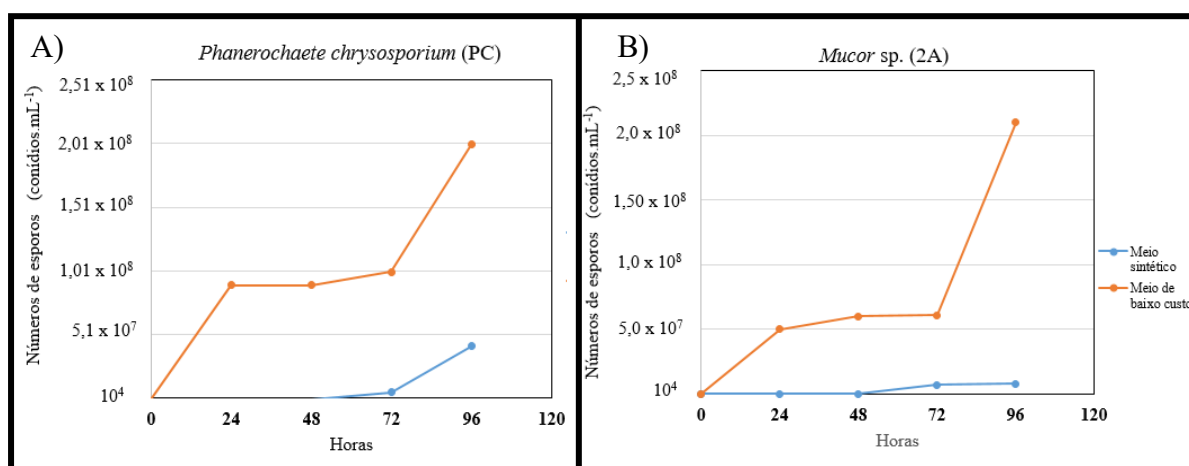 A)
Phanerochaete chrysosporium (PC)
Números de esporos (conídios.mL⁻¹)
2,51 x 10⁸
2,01 x 10⁸
1,51 x 10⁸
1,01 x 10⁸
5,1 x 10⁷
10⁴
0 24 48 72 96 120
Horas
B)
Mucor sp. (2A)
Números de esporos (conídios.mL⁻¹)
2,5 x 10⁸
2,0 x 10⁸
1,50 x 10⁸
1,0 x 10⁸
5,0 x 10⁷
10⁴
0 24 48 72 96 120
Horas
Meio
sintético
Meio de
baixo custo